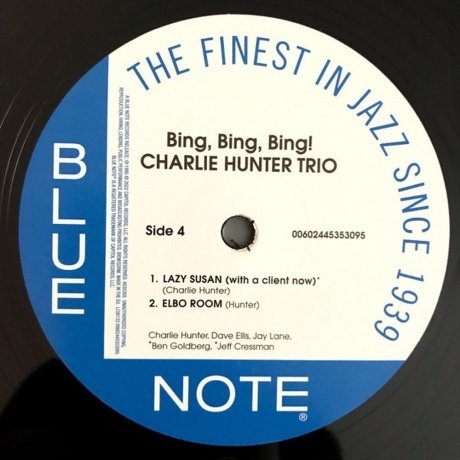 THE FINEST IN JAZZ SINCE 1939
BLUE
Bing, Bing, Bing!
CHARLIE HUNTER TRIO
Side 4
00602445353095
1. LAZY SUSAN (with a client now)*
(Charlie Hunter)
2. ELBO ROOM (Hunter)
Charlie Hunter, Dave Ellis, Jay Lane,
*Ben Goldberg, *Jeff Cressman
NOTE®